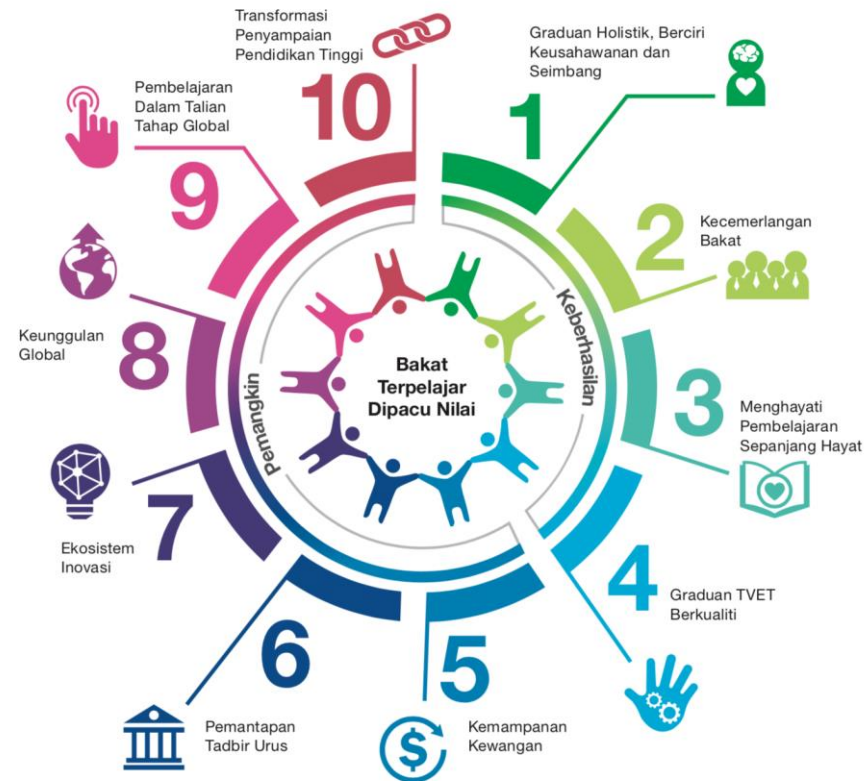 1
Graduan Holistik, Berciri
Keusahawanan dan
Seimbang
2
Kecemerlangan
Bakat
3
Menghayati
Pembelajaran
Sepanjang Hayat
4
Graduan TVET
Berkualiti
5
Kemampanan
Kewangan
$
6
Pemantapan
Tadbir Urus
7
Ekosistem
Inovasi
8
Keunggulan
Global
9
Pembelajaran
Dalam Talian
Tahap Global
10
Transformasi
Penyampaian
Pendidikan Tinggi
Keberhasilan
Pemangkin
Bakat
Terpelajar
Dipacu Nilai